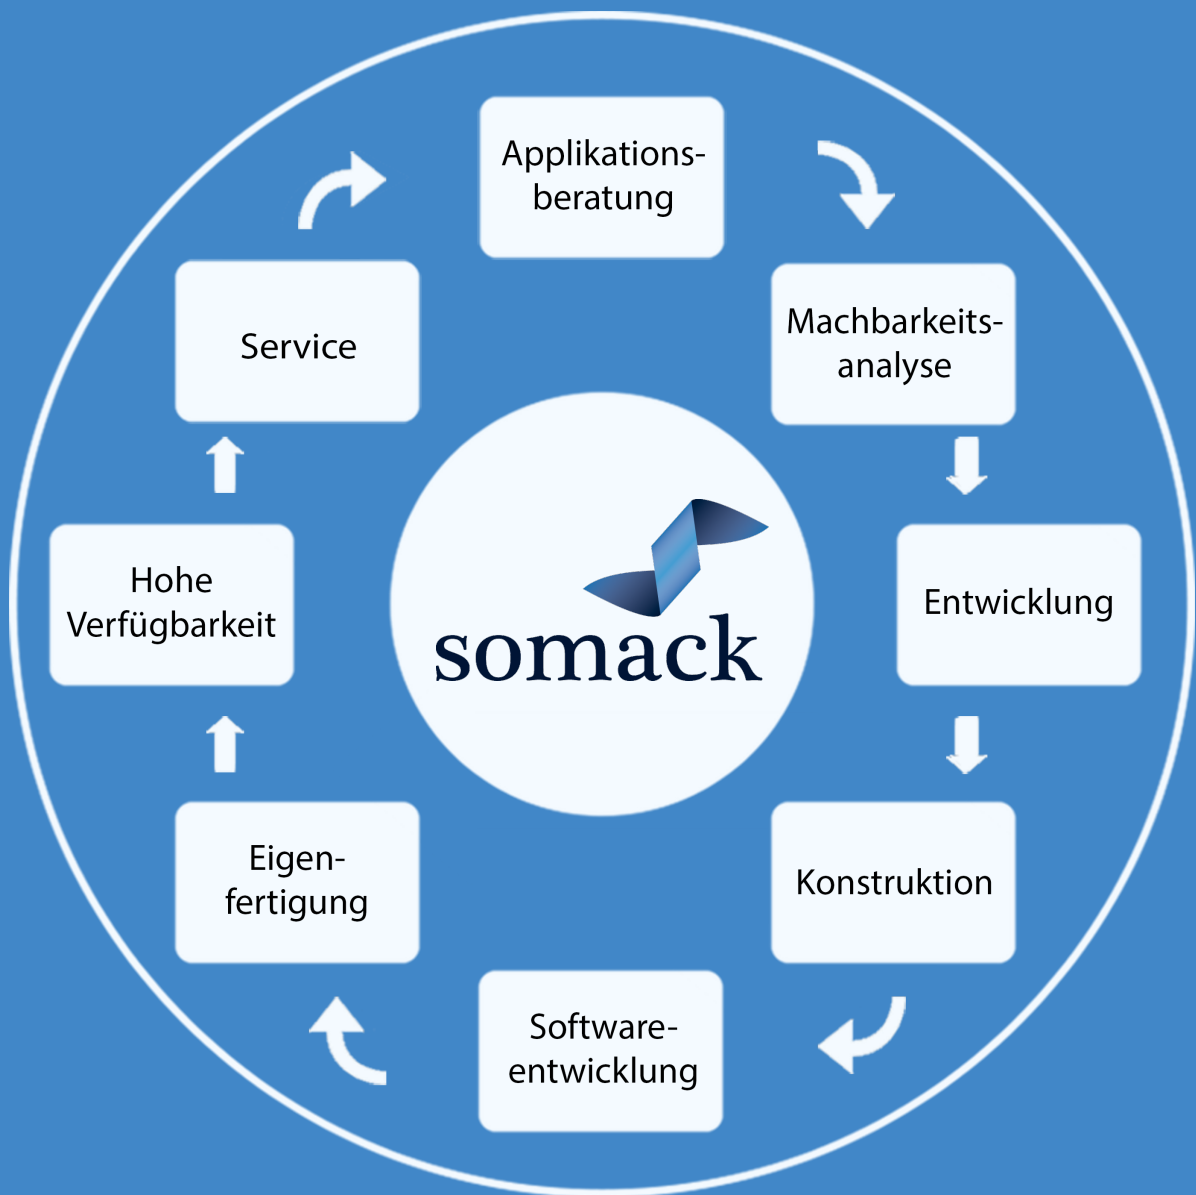 Applikations-
beratung
Machbarkeits-
analyse
Entwicklung
Konstruktion
Software-
entwicklung
Eigen-
fertigung
Hohe
Verfügbarkeit
Service
somack